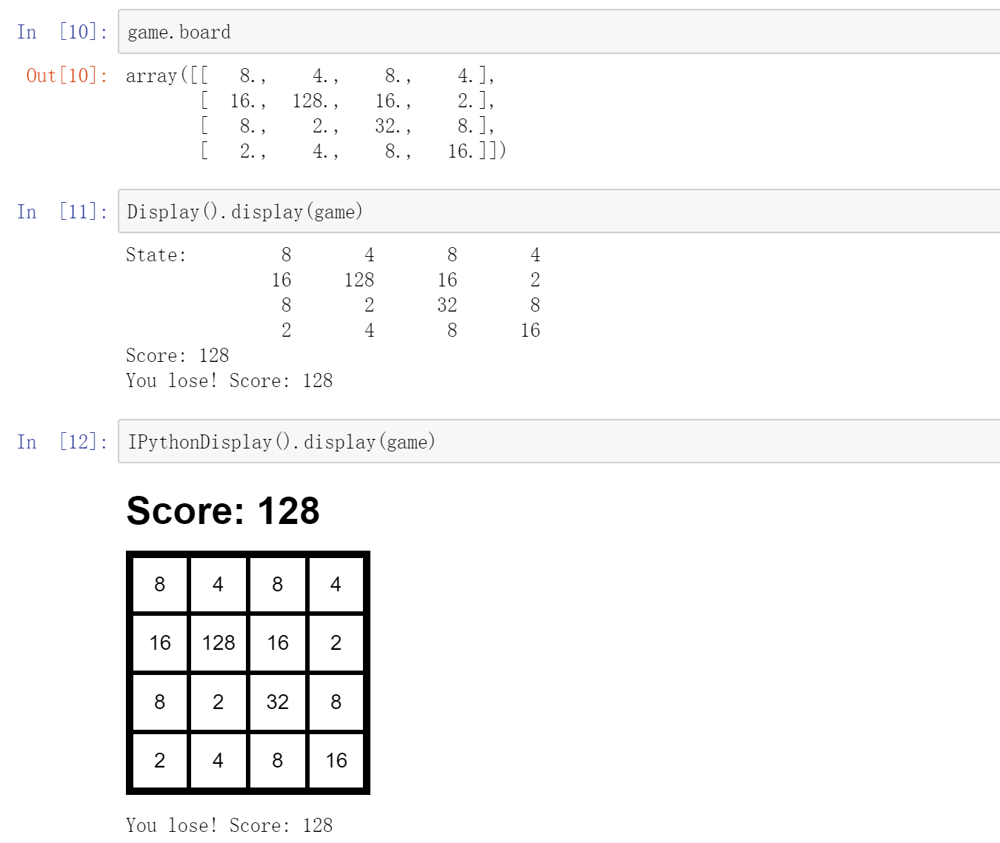 In [10]: game.board
Out[10]: array([[ 8., 4., 8., 4.],
[ 16., 128., 16., 2.],
[ 8., 2., 32., 8.],
[ 2., 4., 8., 16.]])
In [11]: Display().display(game)
State: 8 4 8 4
16 128 16 2
8 2 32 8
2 4 8 16
Score: 128
You lose! Score: 128
In [12]: IPythonDisplay().display(game)
Score: 128
8 4 8 4
16 128 16 2
8 2 32 8
2 4 8 16
You lose! Score: 128